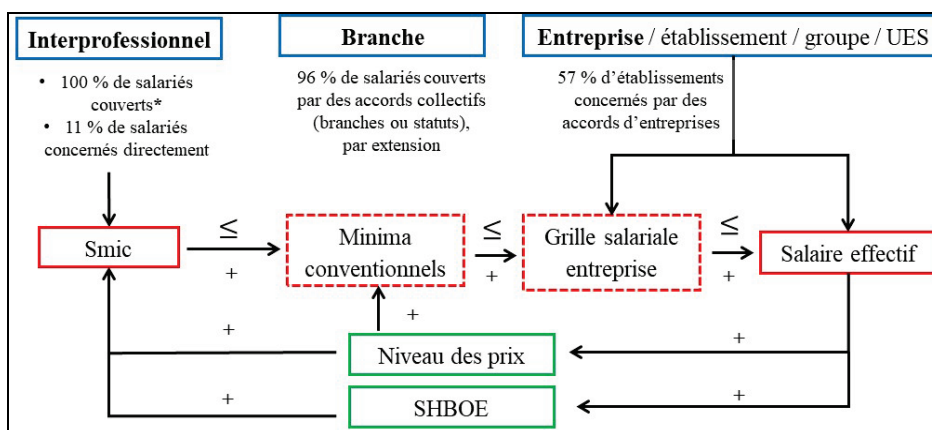 Interprofessionnel
• 100 % de salariés
couverts*
• 11 % de salariés
concernés directement
Branche
96 % de salariés couverts
par des accords collectifs
(branches ou statuts),
par extension
Entreprise / établissement / groupe / UES
57 % d'établissements
concernés par des
accords d'entreprises
Smic
≤
+
Minima
conventionnels
≤
+
Grille salariale
entreprise
≤
+
Salaire effectif
+
+
+
Niveau des prix
+
+
SHBOE